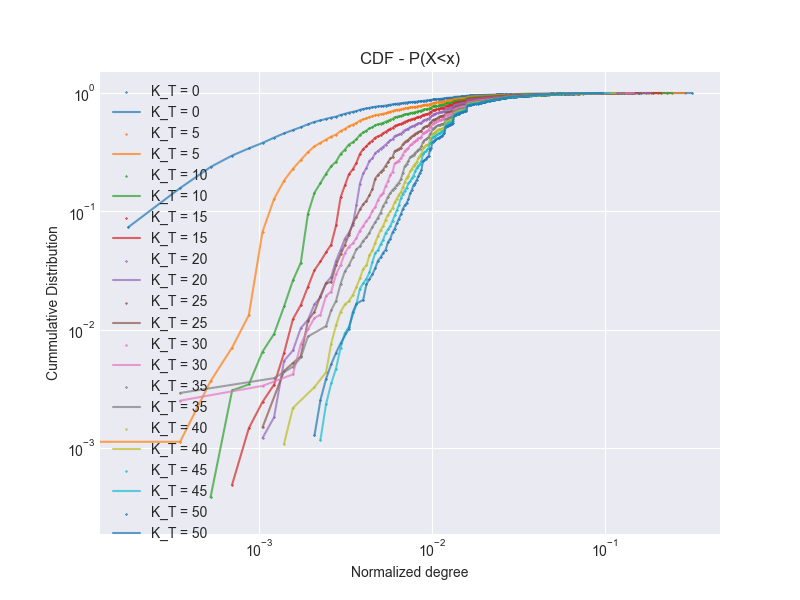 CDF - P(X<x)
10⁰
10⁻¹
10⁻²
10⁻³
Cummulative Distribution
K_T = 0
K_T = 0
K_T = 5
K_T = 5
K_T = 10
K_T = 10
K_T = 15
K_T = 15
K_T = 20
K_T = 20
K_T = 25
K_T = 25
K_T = 30
K_T = 30
K_T = 35
K_T = 35
K_T = 40
K_T = 40
K_T = 45
K_T = 45
K_T = 50
K_T = 50
10⁻³ 10⁻² 10⁻¹
Normalized degree